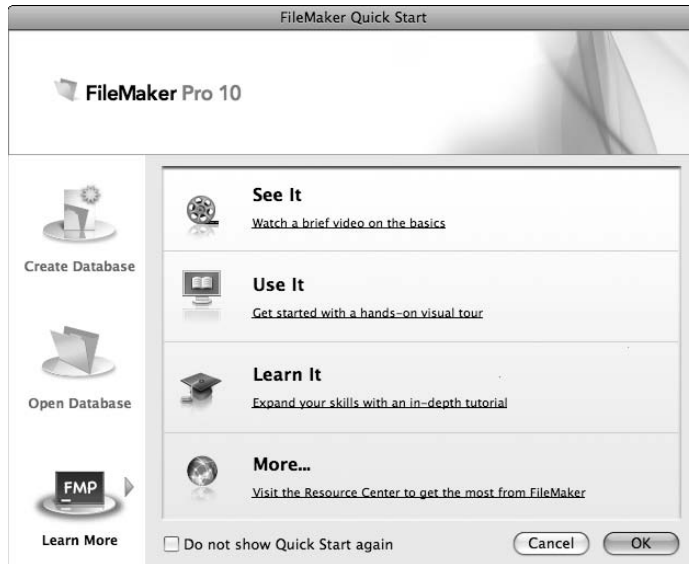 FileMaker Quick Start
FileMaker Pro 10
Create Database
Open Database
FMP
Learn More
See It
Watch a brief video on the basics
Use It
Get started with a hands-on visual tour
Learn It
Expand your skills with an in-depth tutorial
More...
Visit the Resource Center to get the most from FileMaker
Do not show Quick Start again
Cancel
OK